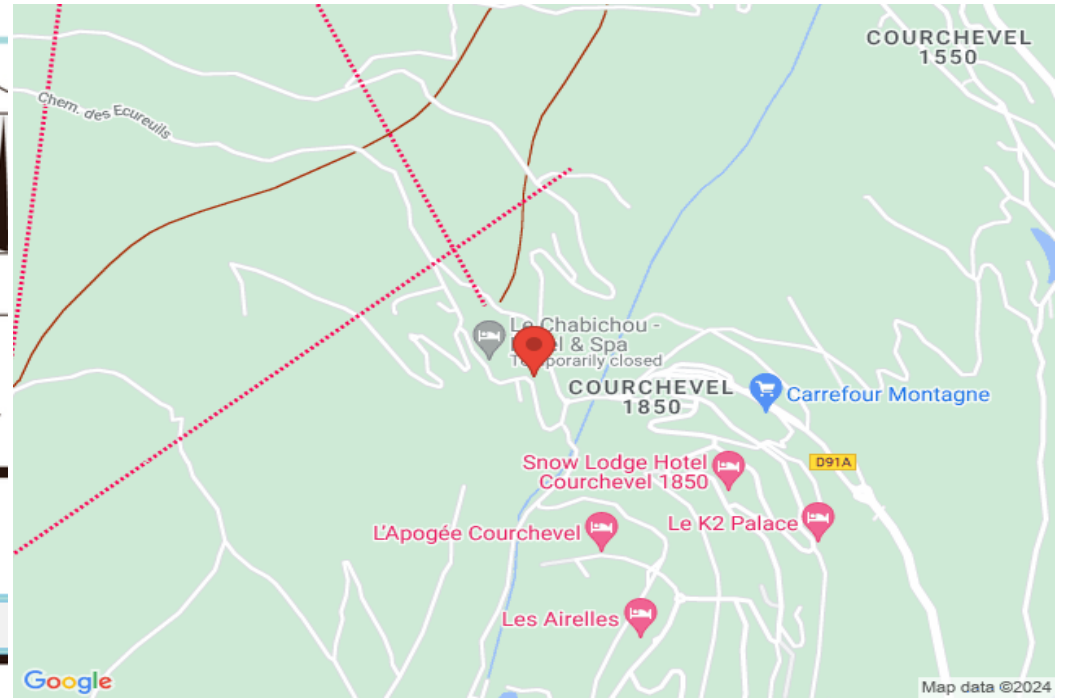 COURCHEVEL
1550
Chem. des Ecureuils
Le Chabichou -
& Spa
Temporarily closed
COURCHEVEL
1850
Carrefour Montagne
Snow Lodge Hotel
Courchevel 1850
D91A
L'Apogée Courchevel
Le K2 Palace
Les Airelles
Google
Map data ©2024